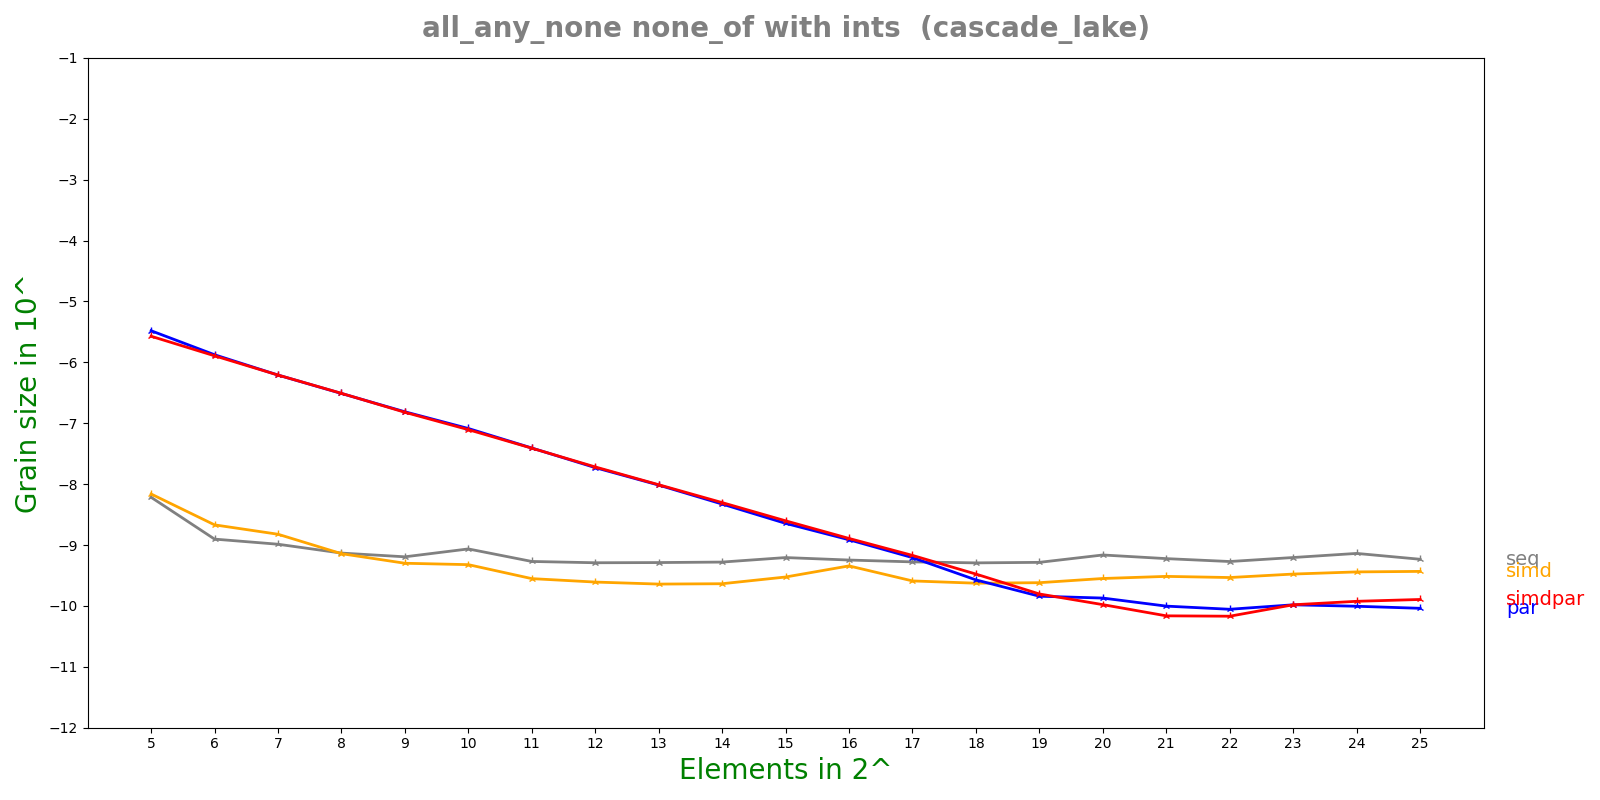 all_any_none none_of with ints  (cascade_lake)
Grain size in 10^
−1
−2
−3
−4
−5
−6
−7
−8
−9
−10
−11
−12
5 6 7 8 9 10 11 12 13 14 15 16 17 18 19 20 21 22 23 24 25
Elements in 2^
seq
simd
simdpar
par